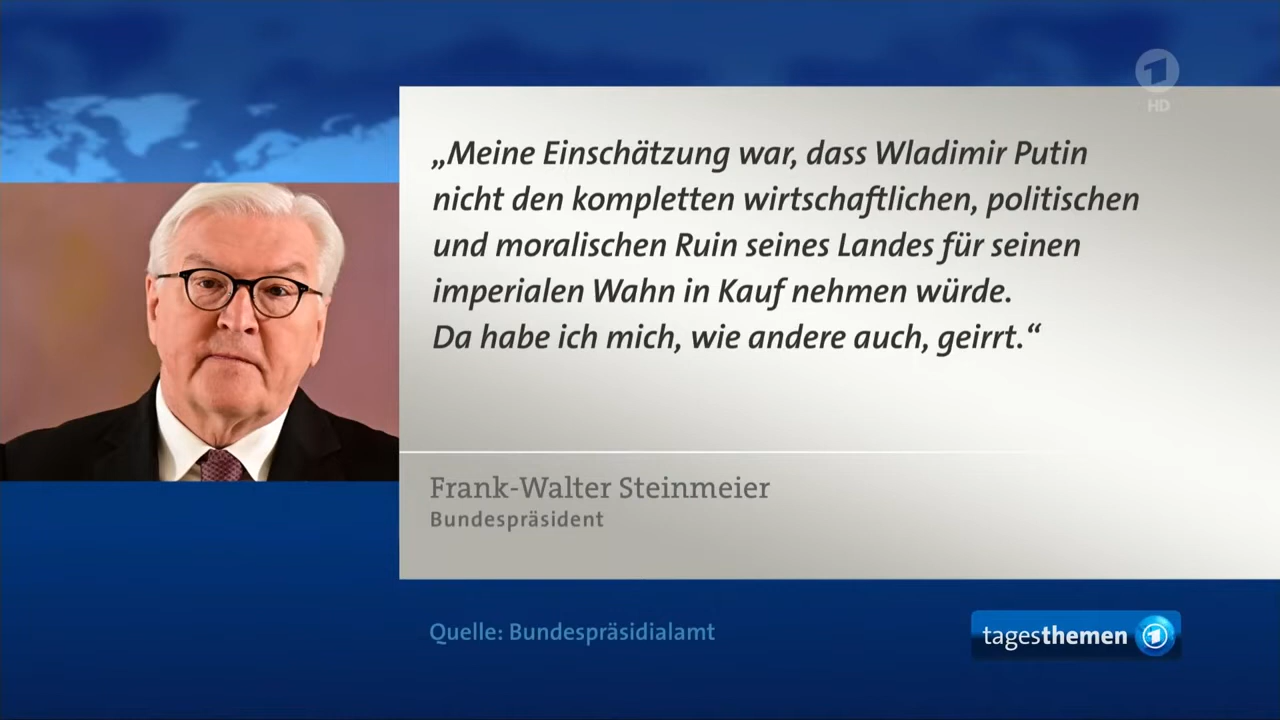 1
HD
„Meine Einschätzung war, dass Wladimir Putin
nicht den kompletten wirtschaftlichen, politischen
und moralischen Ruin seines Landes für seinen
imperialen Wahn in Kauf nehmen würde.
Da habe ich mich, wie andere auch, geirrt.“
Frank-Walter Steinmeier
Bundespräsident
Quelle: Bundespräsidialamt
tagesthemen 1